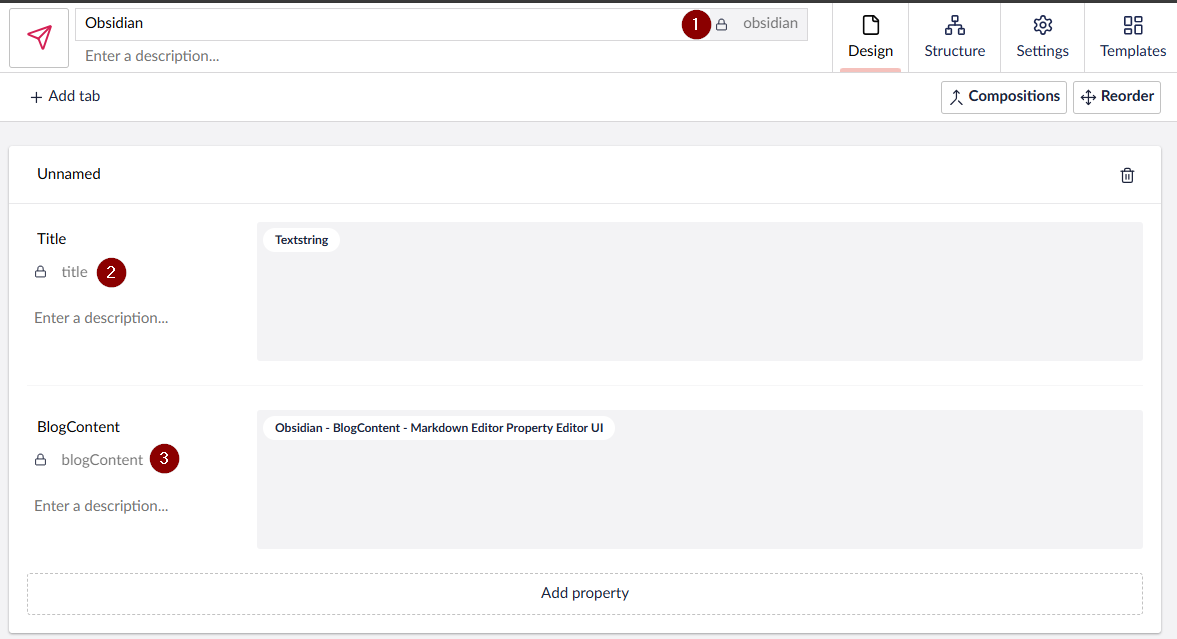 Obsidian 1 obsidian
Enter a description...
Design Structure Settings Templates
+ Add tab Compositions Reorder
Unnamed
Title Textstring
title 2
Enter a description...
BlogContent Obsidian - BlogContent - Markdown Editor Property Editor UI
blogContent 3
Enter a description...
Add property